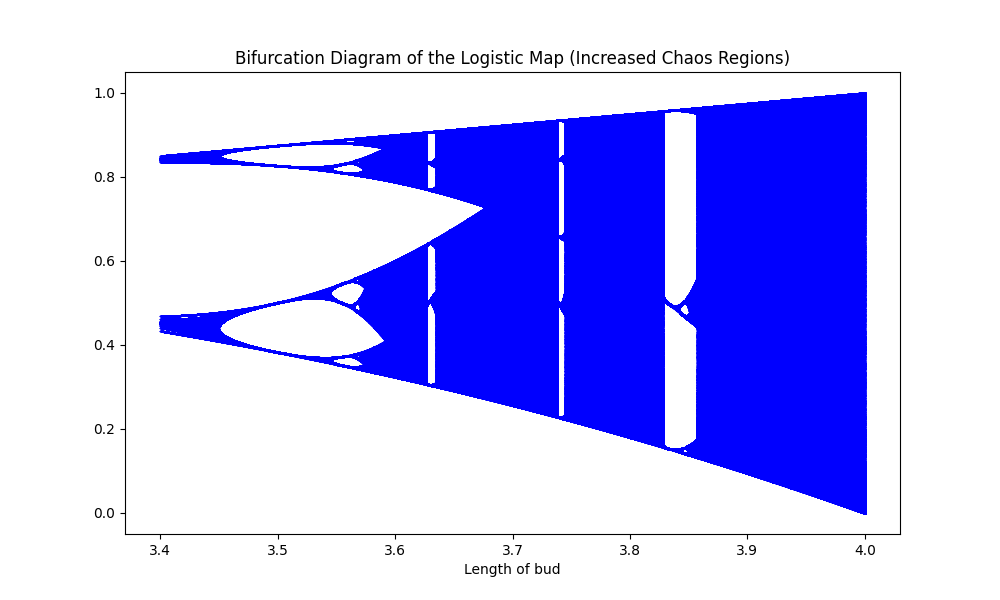 Bifurcation Diagram of the Logistic Map (Increased Chaos Regions)
1.0
0.8
0.6
0.4
0.2
0.0
3.4 3.5 3.6 3.7 3.8 3.9 4.0
Length of bud